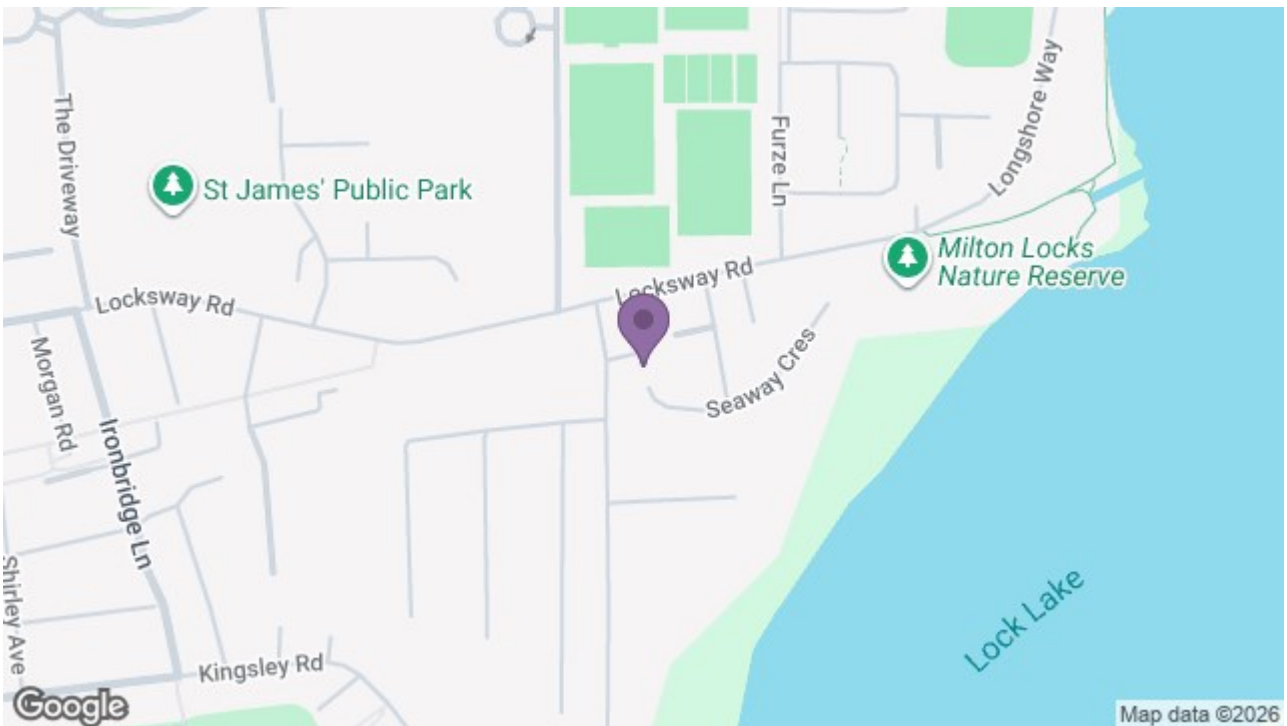 The Driveway
St James' Public Park
Furze Ln
Longshore Way
Milton Locks
Nature Reserve
Locksway Rd
Locksway Rd
Morgan Rd
Seaway Cres
Ironbridge Ln
Shirley Ave
Lock Lake
Kingsley Rd
Google
Map data ©2026